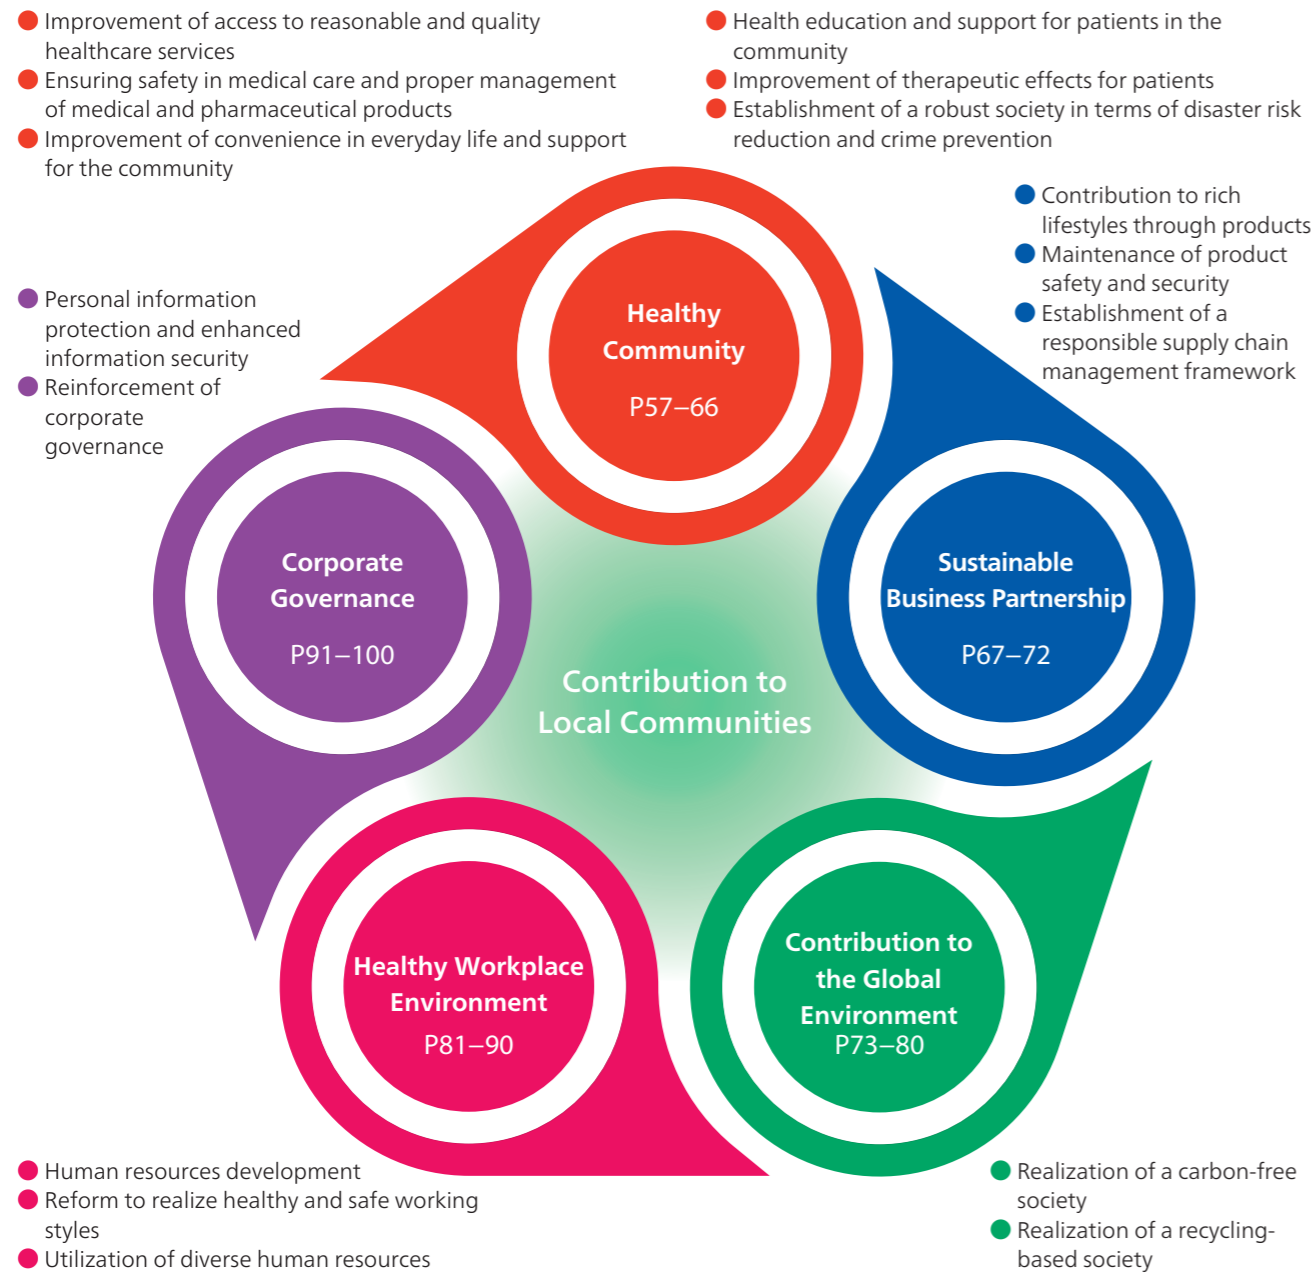 Improvement of access to reasonable and quality
healthcare services
Ensuring safety in medical care and proper management
of medical and pharmaceutical products
Improvement of convenience in everyday life and support
for the community
Health education and support for patients in the
community
Improvement of therapeutic effects for patients
Establishment of a robust society in terms of disaster risk
reduction and crime prevention
Contribution to rich
lifestyles through products
Maintenance of product
safety and security
Establishment of a
responsible supply chain
management framework
Personal information
protection and enhanced
information security
Reinforcement of
corporate
governance
Healthy
Community
P57–66
Corporate
Governance
P91–100
Sustainable
Business Partnership
P67–72
Contribution to
Local Communities
Healthy Workplace
Environment
P81–90
Contribution to
the Global
Environment
P73–80
Human resources development
Reform to realize healthy and safe working
styles
Utilization of diverse human resources
Realization of a carbon-free
society
Realization of a recycling-
based society